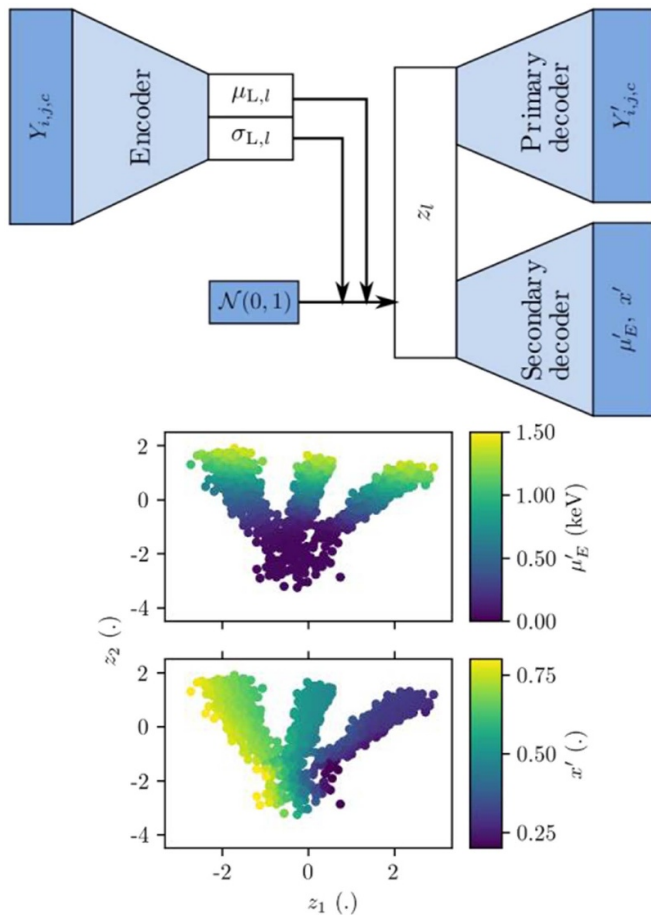 Y_{i,j,c}
Encoder
μ_{L,l}
σ_{L,l}
N(0, 1)
z_l
Primary
decoder
Y'_{i,j,c}
Secondary
decoder
μ'_E, x'
2
0
-2
-4
1.50
1.00
0.50
0.00
μ'_E (keV)
z_2 (.)
2
0
-2
-4
-2
0
2
z_1 (.)
0.75
0.50
0.25
x' (.)